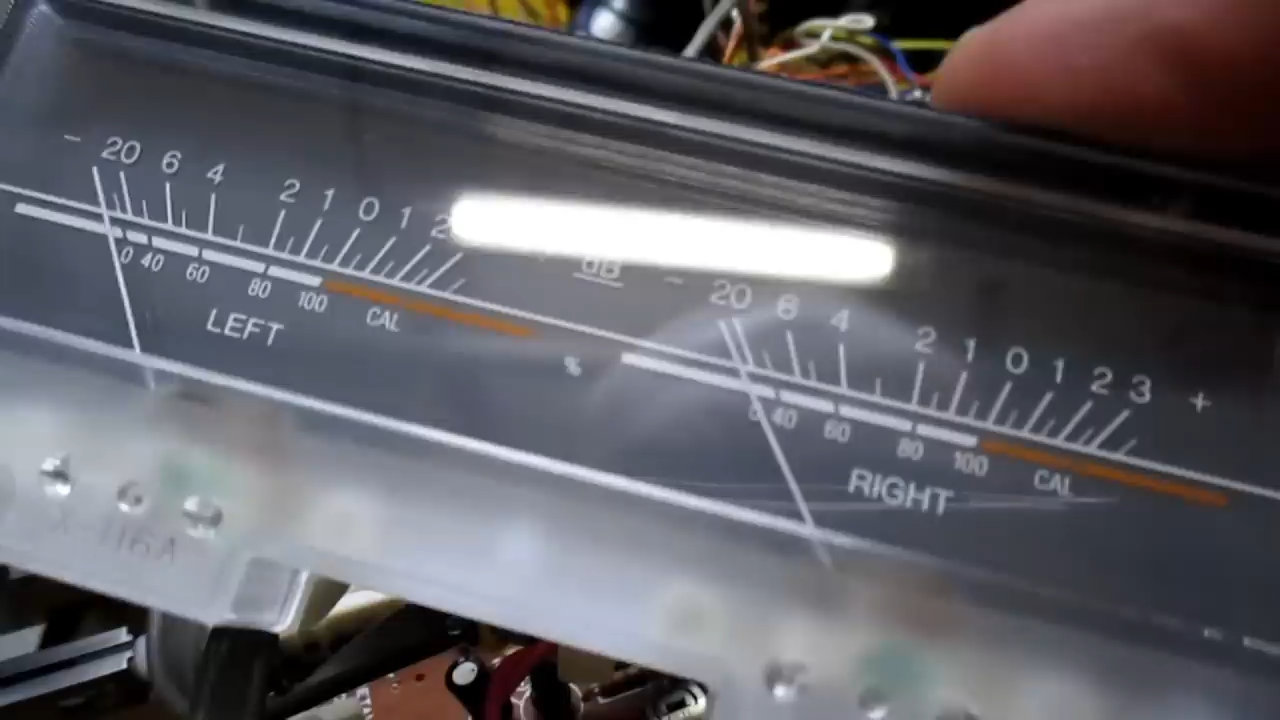 - 20 6 4 2 1 0 1 2
0 40 60 80 100 CAL
LEFT
dB
%
- 20 6 4 2 1 0 1 2 3 +
0 40 60 80 100 CAL
RIGHT